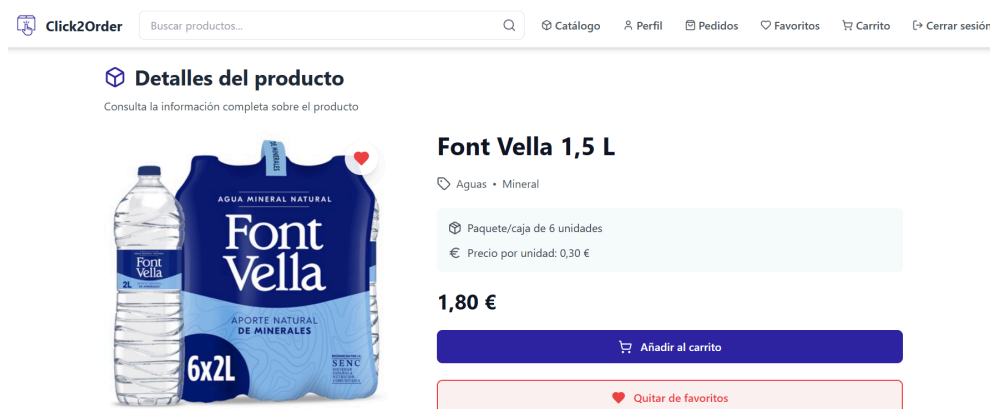 Click2Order
Buscar productos...
Catálogo
Perfil
Pedidos
Favoritos
Carrito
Cerrar sesión
Detalles del producto
Consulta la información completa sobre el producto
Font Vella 1,5 L
Aguas • Mineral
Paquete/caja de 6 unidades
€ Precio por unidad: 0,30 €
1,80 €
Añadir al carrito
Quitar de favoritos
AGUA MINERAL NATURAL
Font
Vella
APORTE NATURAL
DE MINERALES
6x2L
SENC
Font
Vella
2L